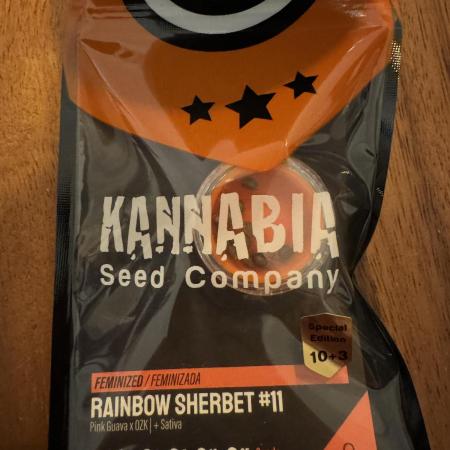 KANNABIA
Seed Company
Special
Edition
10+3
FEMINIZED / FEMINIZADA
RAINBOW SHERBET #11
Pink Guava x OZK | + Sativa